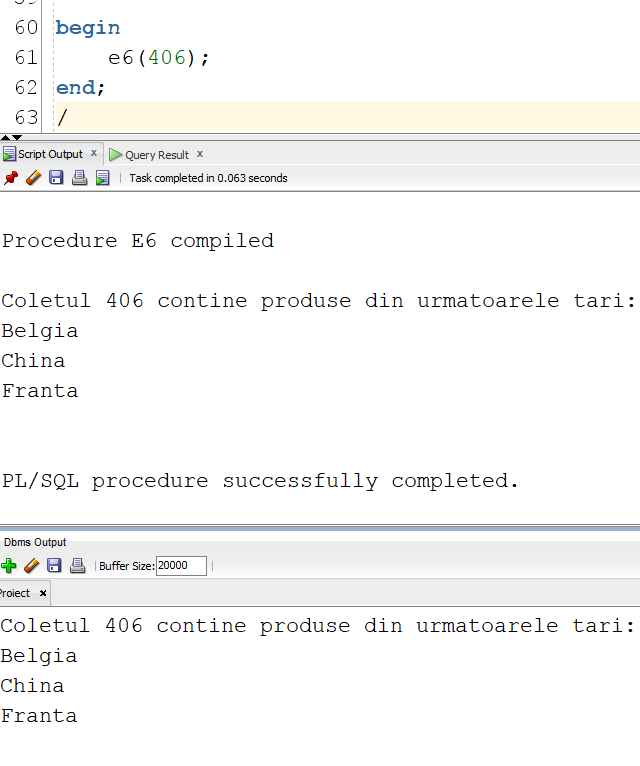 60 begin
61 e6(406);
62 end;
63 /
Script Output x Query Result x
Task completed in 0.063 seconds
Procedure E6 compiled
Coletul 406 contine produse din urmatoarele tari:
Belgia
China
Franta
PL/SQL procedure successfully completed.
Dbms Output
Buffer Size: 20000
Proiect x
Coletul 406 contine produse din urmatoarele tari:
Belgia
China
Franta